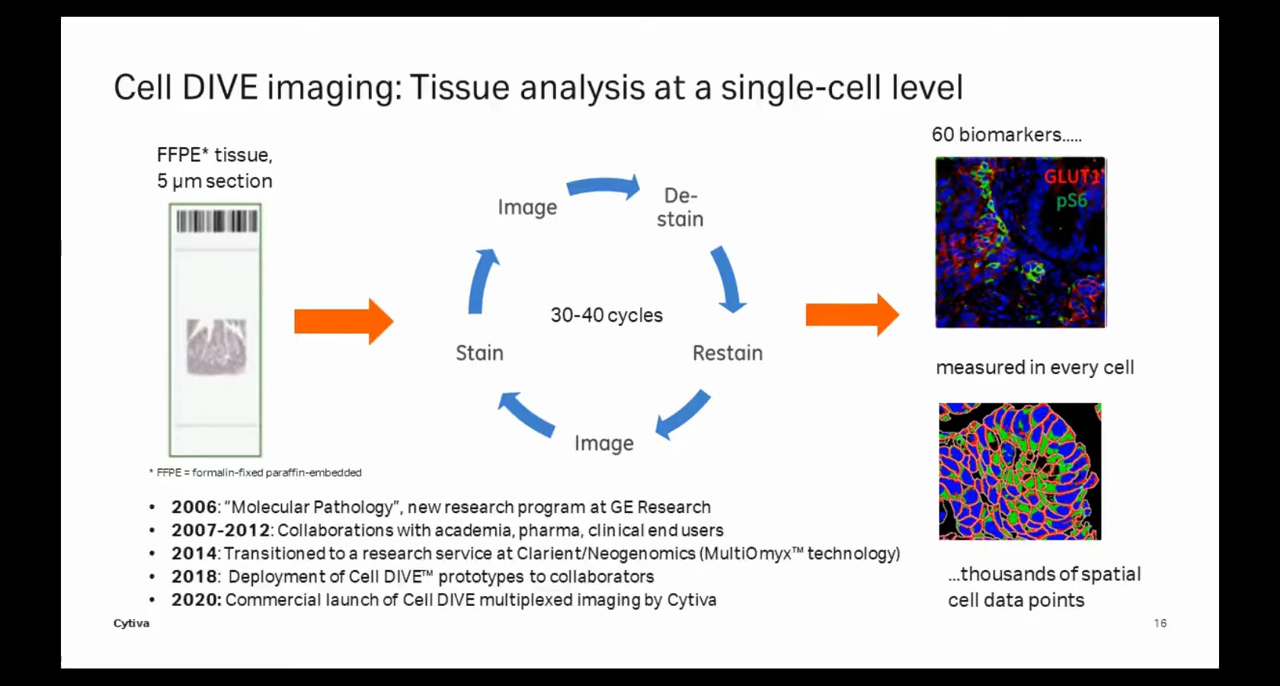 Cell DIVE imaging: Tissue analysis at a single-cell level
FFPE* tissue,
5 µm section
* FFPE = formalin-fixed paraffin-embedded
Image
De-
stain
30-40 cycles
Stain
Restain
Image
60 biomarkers.....
GLUT1
pS6
measured in every cell
...thousands of spatial
cell data points
• 2006: “Molecular Pathology”, new research program at GE Research
• 2007-2012: Collaborations with academia, pharma, clinical end users
• 2014: Transitioned to a research service at Clarient/Neogenomics (MultiOmyx™ technology)
• 2018: Deployment of Cell DIVE™ prototypes to collaborators
• 2020: Commercial launch of Cell DIVE multiplexed imaging by Cytiva
Cytiva
16